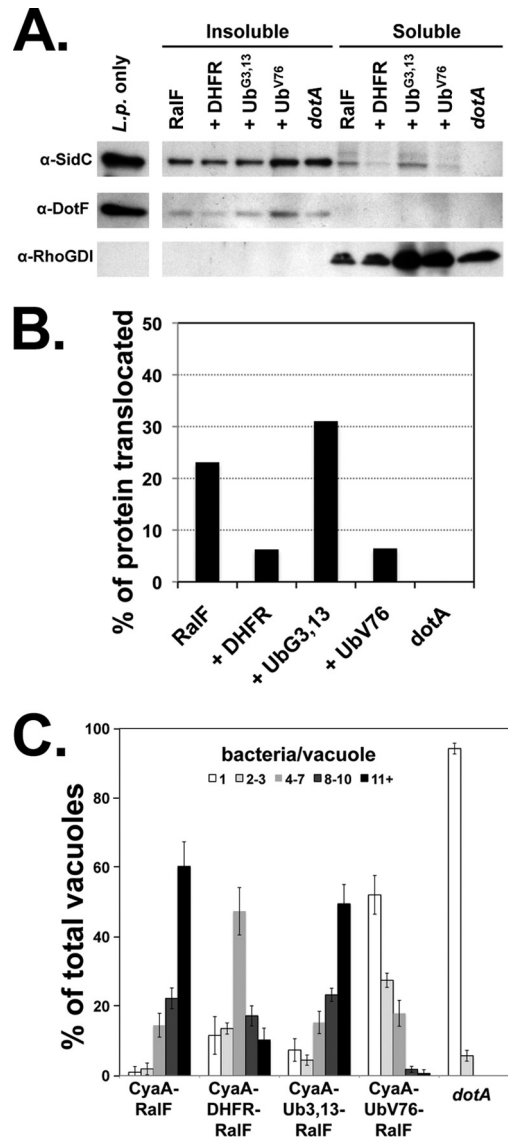 A.
Insoluble Soluble
L.p. only RalF + DHFR + UbG3,13 + UbV76 dotA RalF + DHFR + UbG3,13 + UbV76 dotA
α-SidC
α-DotF
α-RhoGDI
B.
% of protein translocated
50
40
30
20
10
0
RalF + DHFR + UbG3,13 + UbV76 dotA
C.
% of total vacuoles
bacteria/vacuole
1 2-3 4-7 8-10 11+
100
80
60
40
20
0
CyaA-RalF CyaA-DHFR-RalF CyaA-Ub3,13-RalF CyaA-UbV76-RalF dotA